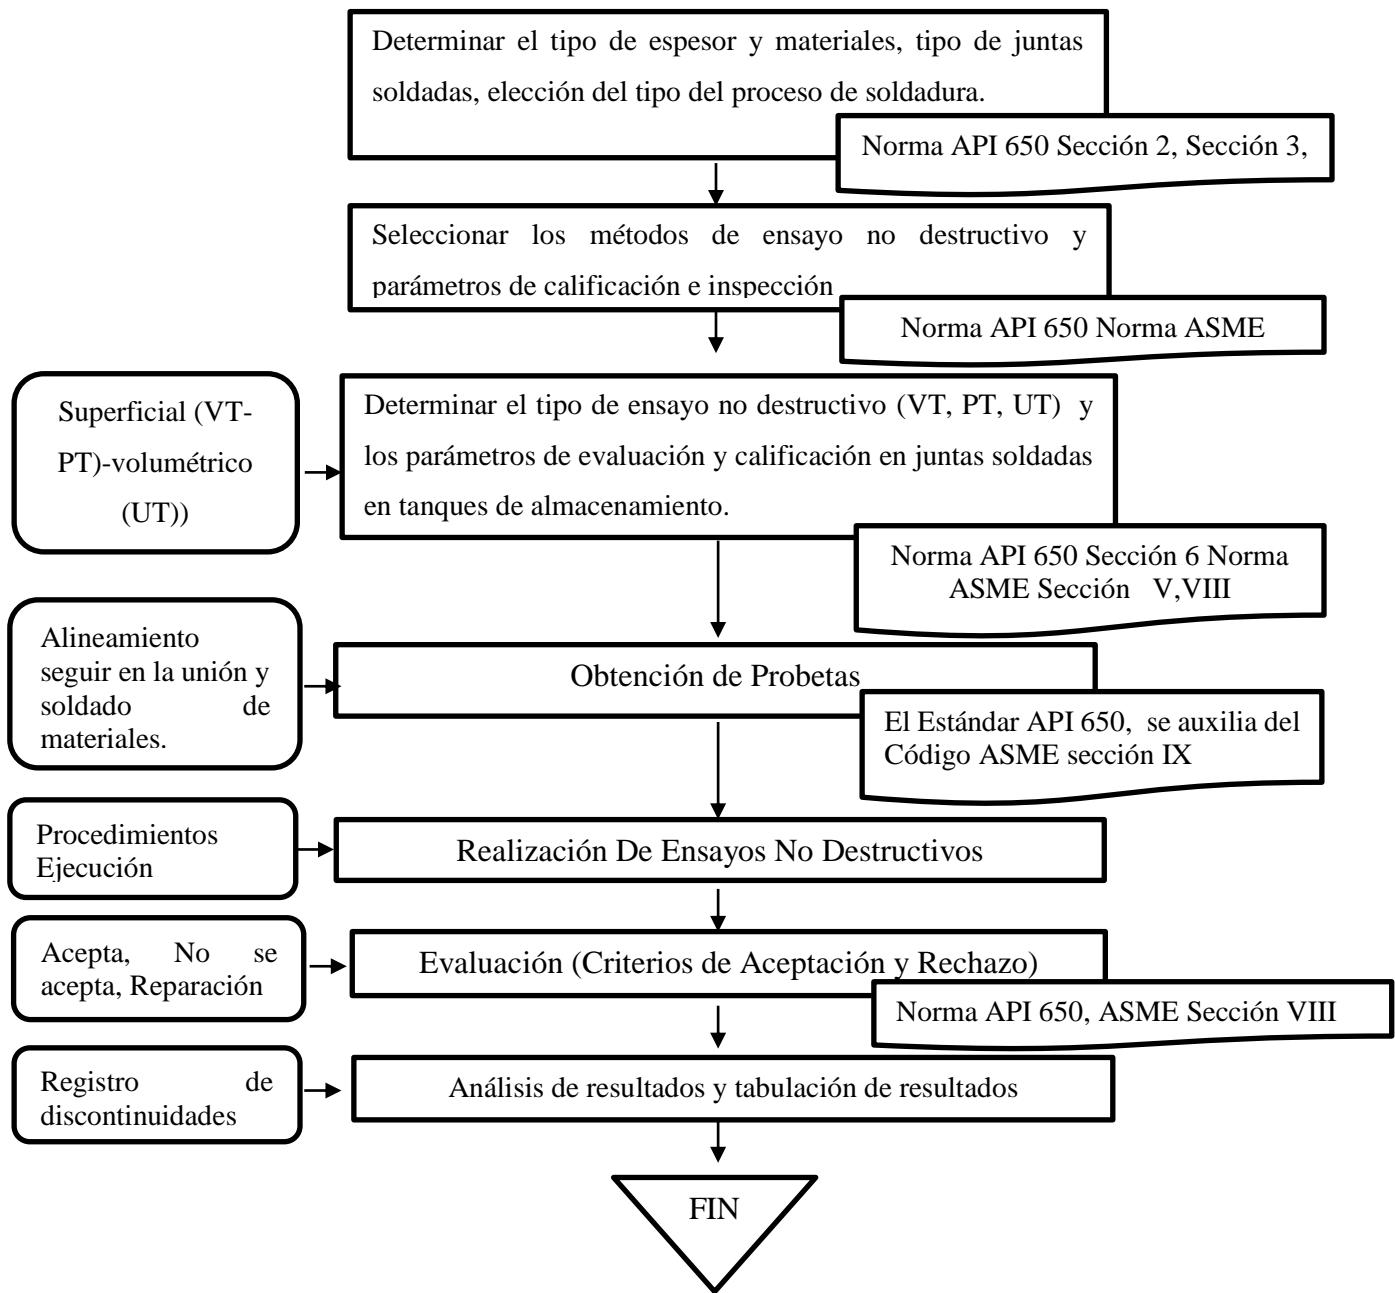 Determinar el tipo de espesor y materiales, tipo de juntas
soldadas, elección del tipo del proceso de soldadura.
Norma API 650 Sección 2, Sección 3,
Seleccionar los métodos de ensayo no destructivo y
parámetros de calificación e inspección
Norma API 650 Norma ASME
Superficial (VT-
PT)-volumétrico
(UT))
Determinar el tipo de ensayo no destructivo (VT, PT, UT) y
los parámetros de evaluación y calificación en juntas soldadas
en tanques de almacenamiento.
Norma API 650 Sección 6 Norma
ASME Sección V,VIII
Alineamiento
seguir en la unión y
soldado de
materiales.
Obtención de Probetas
El Estándar API 650, se auxilia del
Código ASME sección IX
Procedimientos
Ejecución
Realización De Ensayos No Destructivos
Acepta, No se
acepta, Reparación
Evaluación (Criterios de Aceptación y Rechazo)
Norma API 650, ASME Sección VIII
Registro de
discontinuidades
Análisis de resultados y tabulación de resultados
FIN